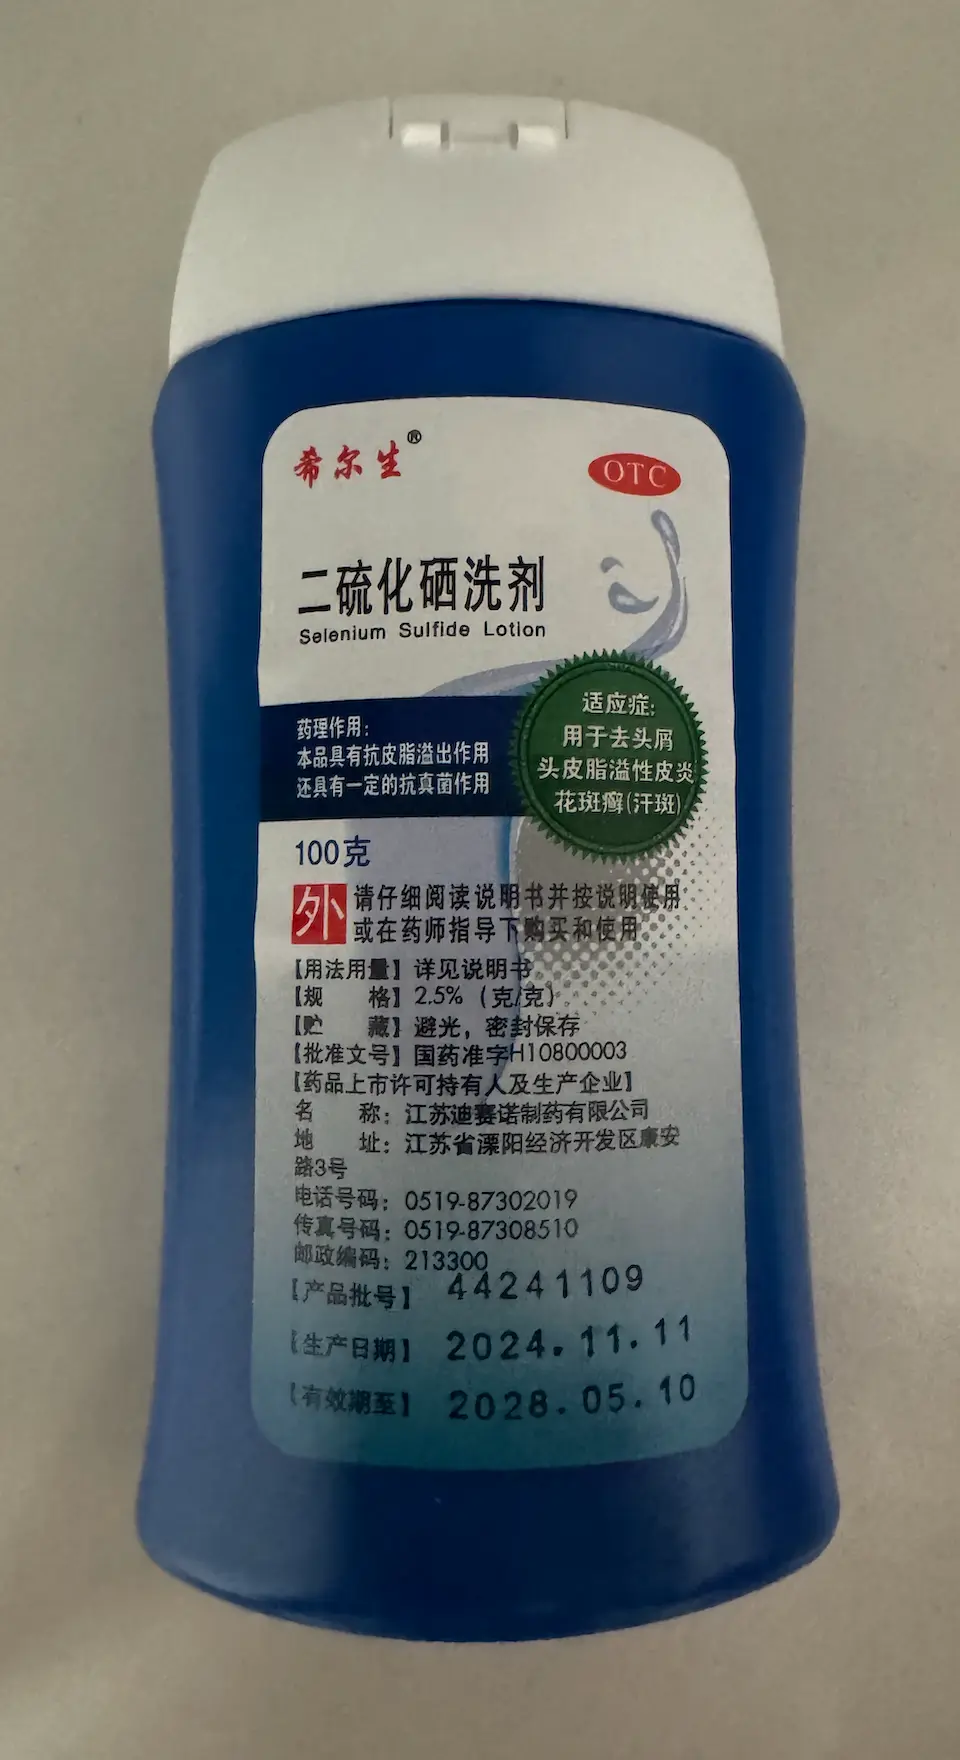 希尔生®
OTC
二硫化硒洗剂
Selenium Sulfide Lotion
适应症:
用于去头屑
头皮脂溢性皮炎
花斑癣(汗斑)
药理作用:
本品具有抗皮脂溢出作用
还具有一定的抗真菌作用
100克
外
请仔细阅读说明书并按说明使用
或在药师指导下购买和使用
【用法用量】详见说明书
【规 格】2.5%(克/克)
【贮 藏】避光,密封保存
【批准文号】国药准字H10800003
【药品上市许可持有人及生产企业】
名 称:江苏迪赛诺制药有限公司
地 址:江苏省溧阳经济开发区康安
路3号
电话号码:0519-87302019
传真号码:0519-87308510
邮政编码:213300
【产品批号】 44241109
【生产日期】 2024.11.11
【有效期至】 2028.05.10